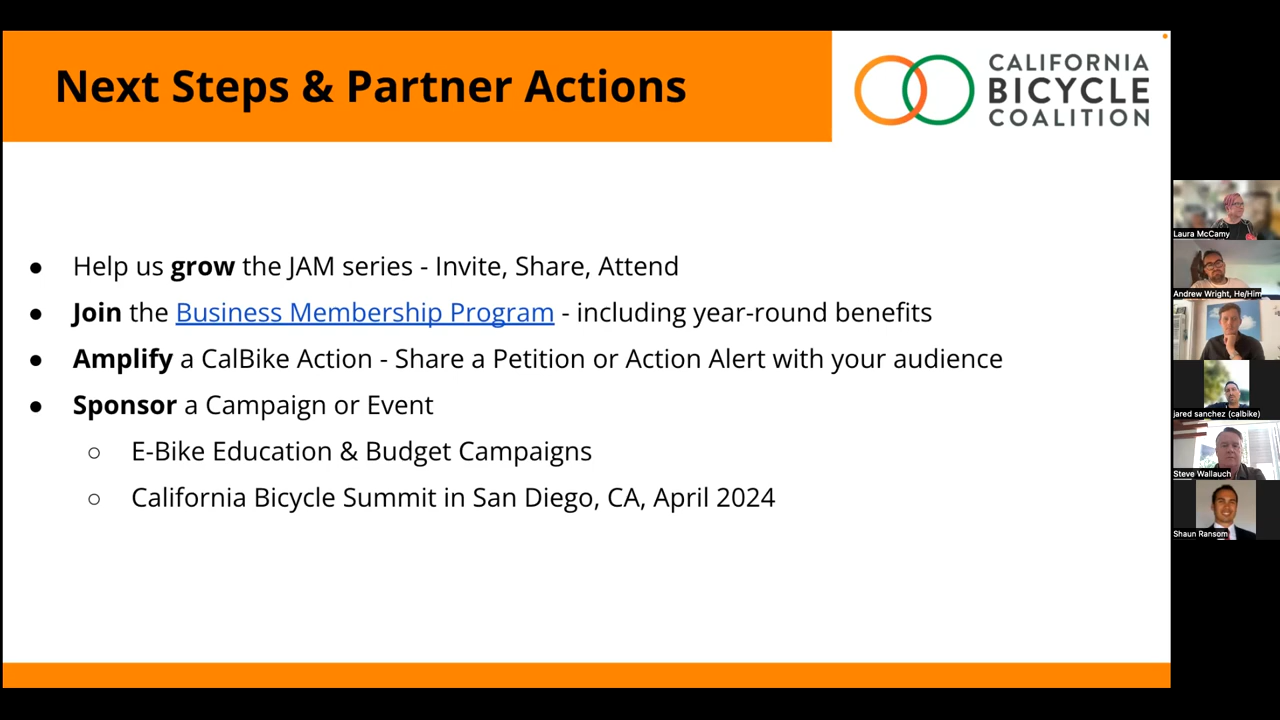 Next Steps & Partner Actions
CALIFORNIA
BICYCLE
COALITION
● Help us grow the JAM series - Invite, Share, Attend
● Join the Business Membership Program - including year-round benefits
● Amplify a CalBike Action - Share a Petition or Action Alert with your audience
● Sponsor a Campaign or Event
○ E-Bike Education & Budget Campaigns
○ California Bicycle Summit in San Diego, CA, April 2024
Laura McCamy
Andrew Wright, He/Him
jared sanchez (calbike)
Steve Wallauch
Shaun Ransom